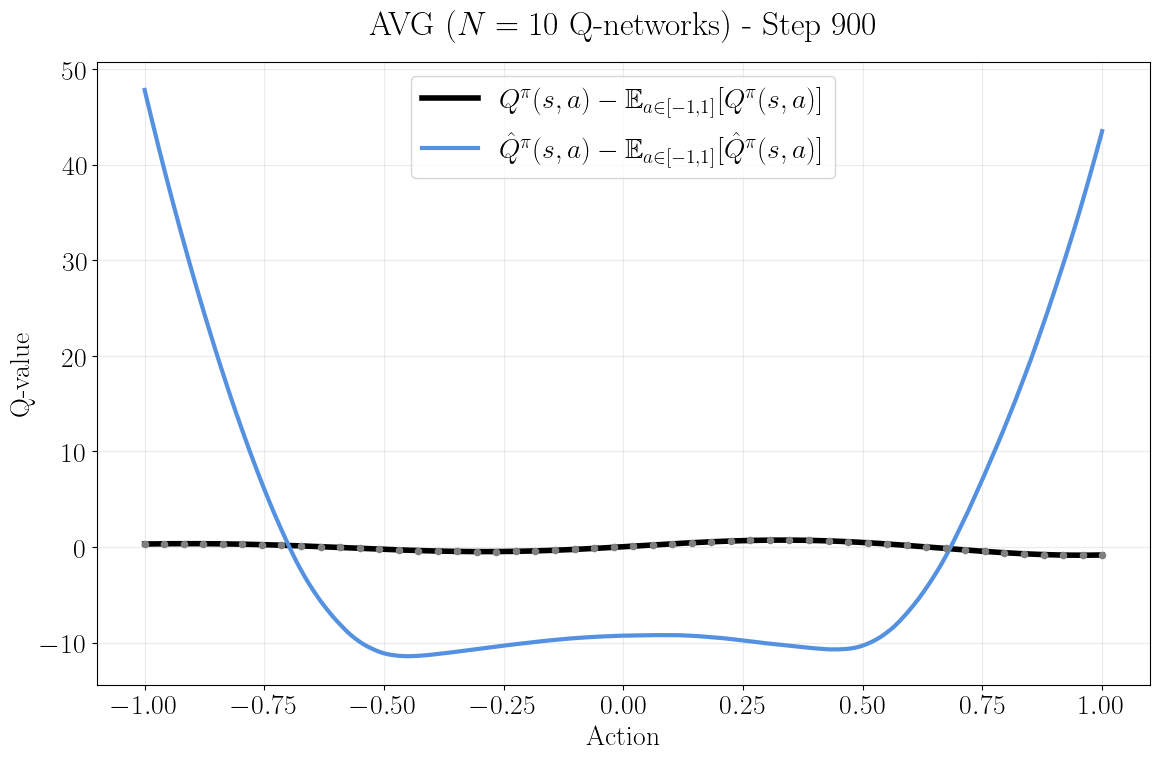 AVG (N = 10 Q-networks) - Step 900
Q^π(s, a) − 𝔼_{a∈[−1,1]}[Q^π(s, a)]
Q̂^π(s, a) − 𝔼_{a∈[−1,1]}[Q̂^π(s, a)]
50
40
30
20
10
0
−10
Q-value
−1.00 −0.75 −0.50 −0.25 0.00 0.25 0.50 0.75 1.00
Action